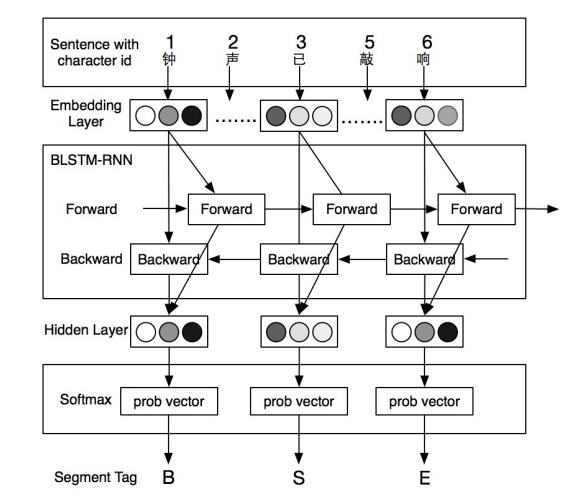 Sentence with character id
1 2 3 5 6
钟 声 已 敲 响
Embedding Layer
....... .......
BLSTM-RNN
Forward Forward Forward Forward
Backward Backward Backward Backward
Hidden Layer
Softmax prob vector prob vector prob vector
Segment Tag B S E